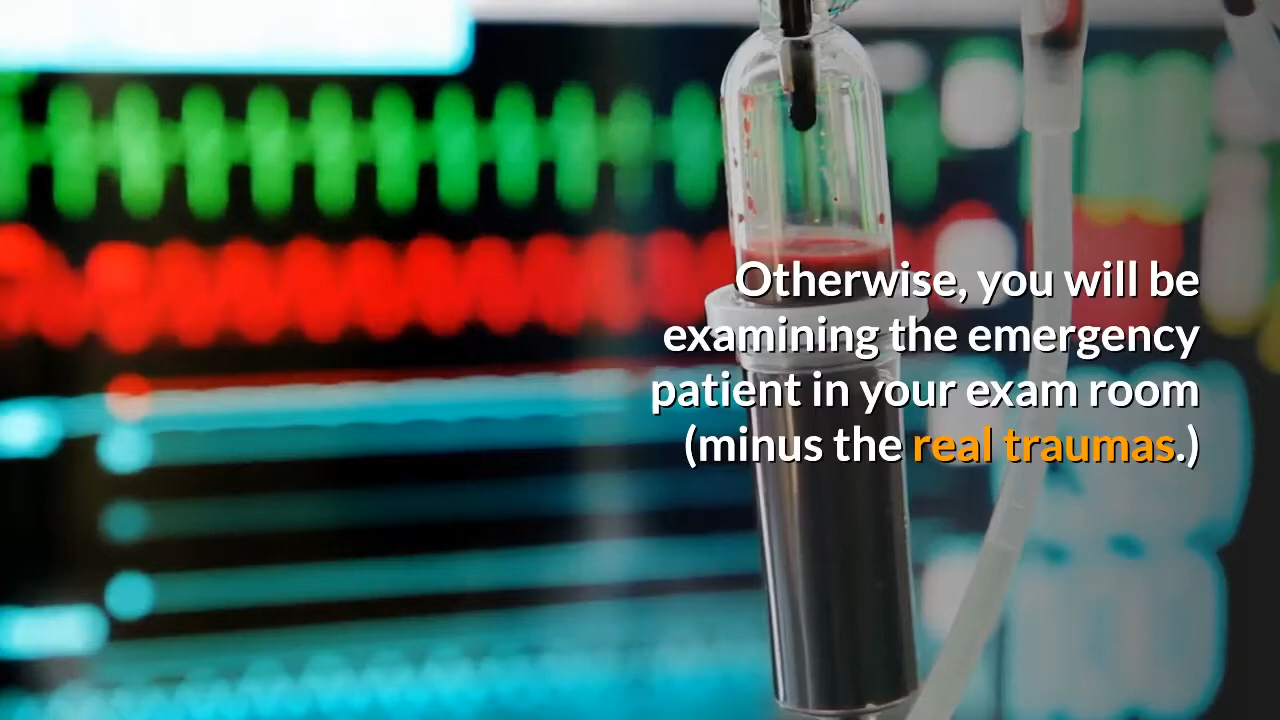 Otherwise, you will be
examining the emergency
patient in your exam room
(minus the real traumas.)